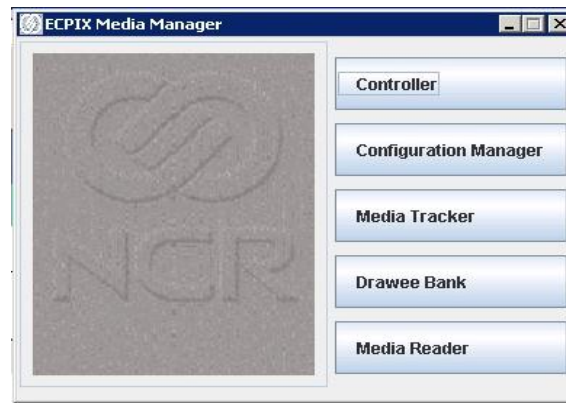 ECPIX Media Manager
Controller
Configuration Manager
Media Tracker
NCR
Drawee Bank
Media Reader